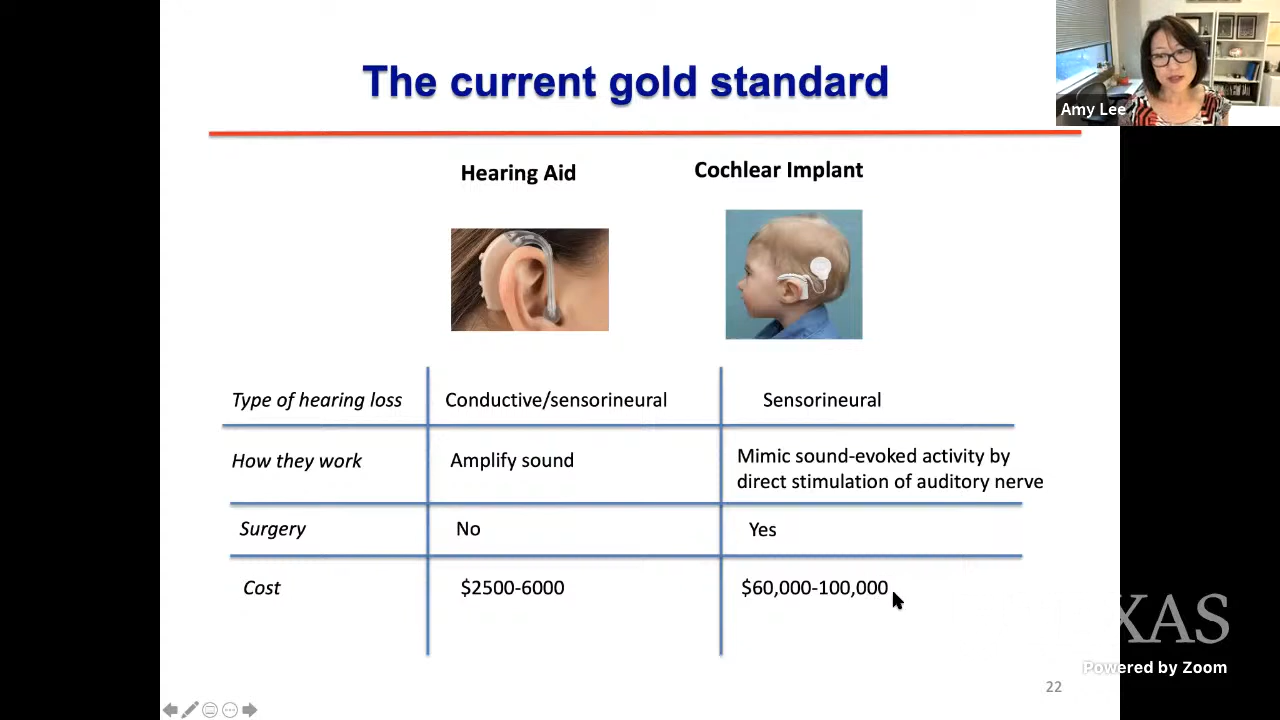 The current gold standard
Amy Lee
Hearing Aid
Cochlear Implant
Type of hearing loss
Conductive/sensorineural
Sensorineural
How they work
Amplify sound
Mimic sound-evoked activity by
direct stimulation of auditory nerve
Surgery
No
Yes
Cost
$2500-6000
$60,000-100,000
XAS
Powered by Zoom
22